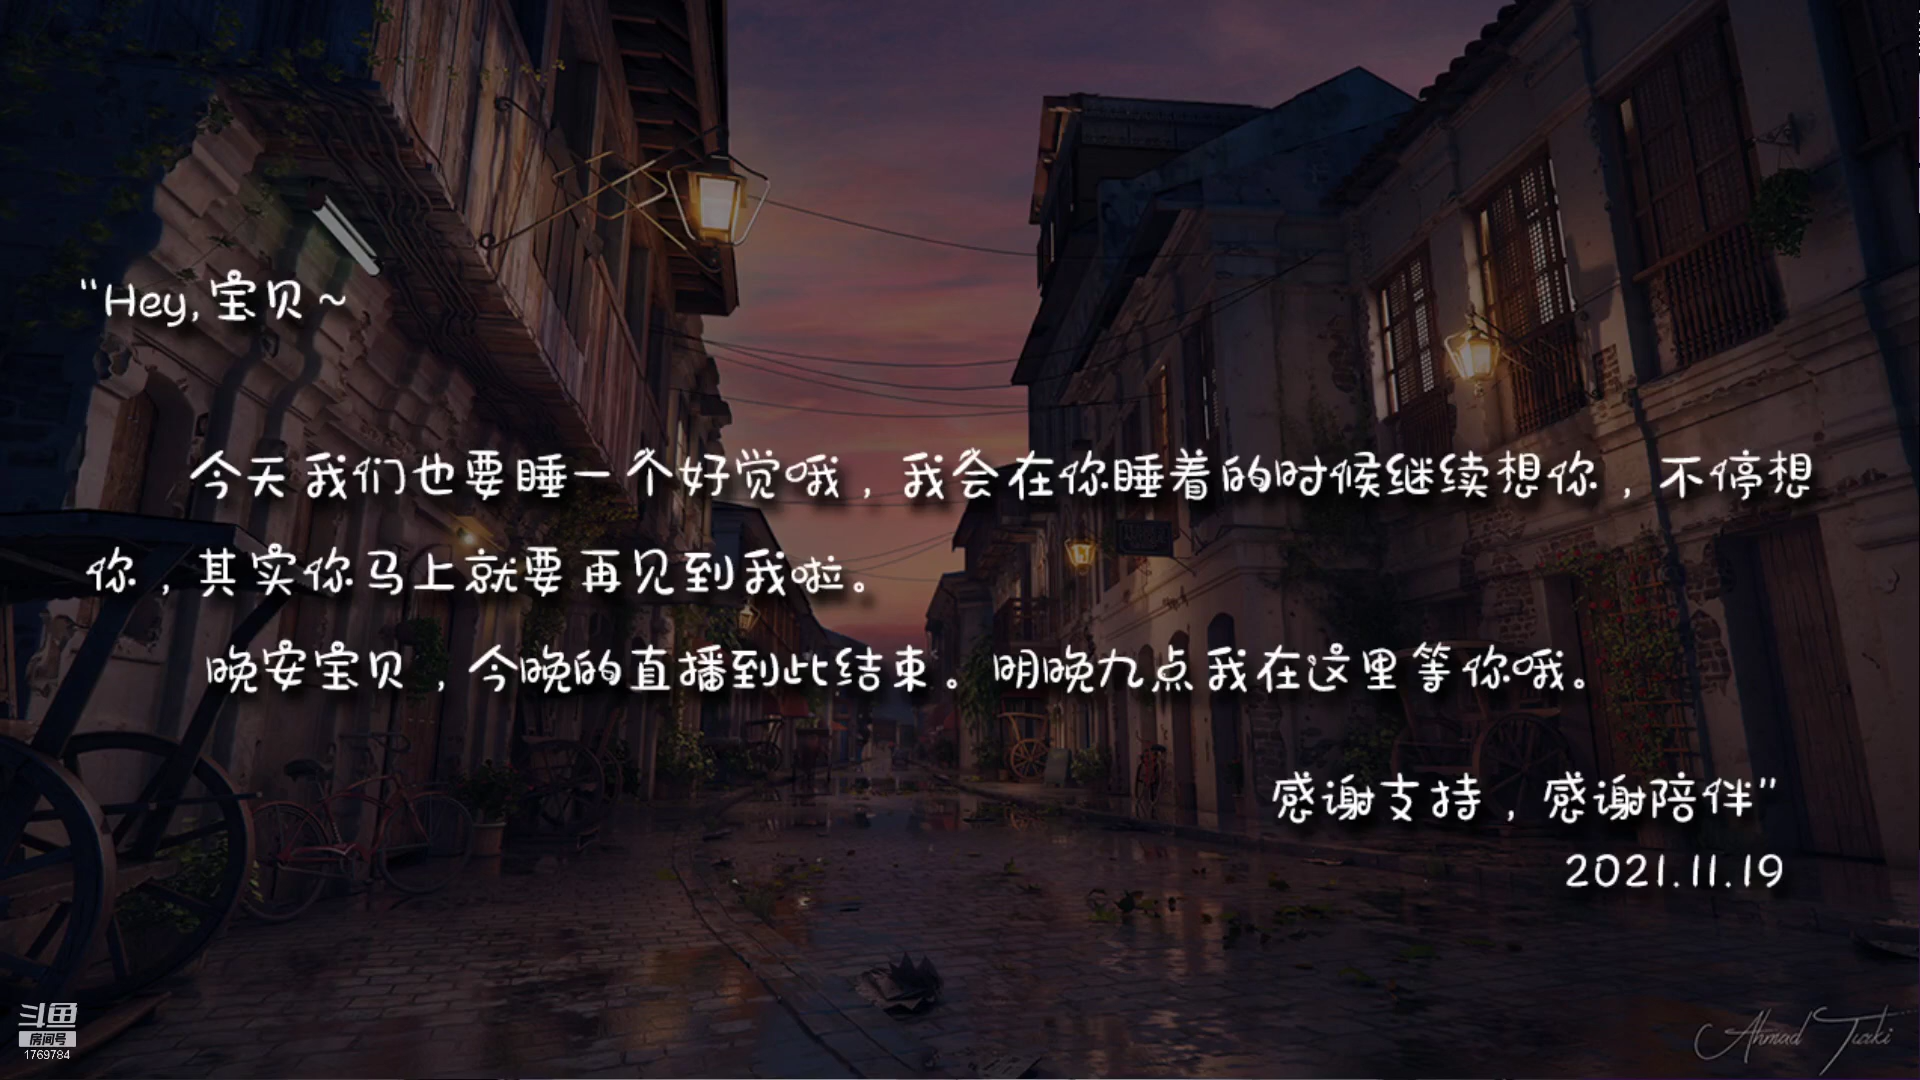 “Hey,宝贝~
今天我们也要睡一个好觉哦，我会在你睡着的时候继续想你，不停想
你，其实你马上就要再见到我啦。
晚安宝贝，今晚的直播到此结束。明晚九点我在这里等你哦。
感谢支持，感谢陪伴”
2021.11.19
斗鱼
房间号
1769784